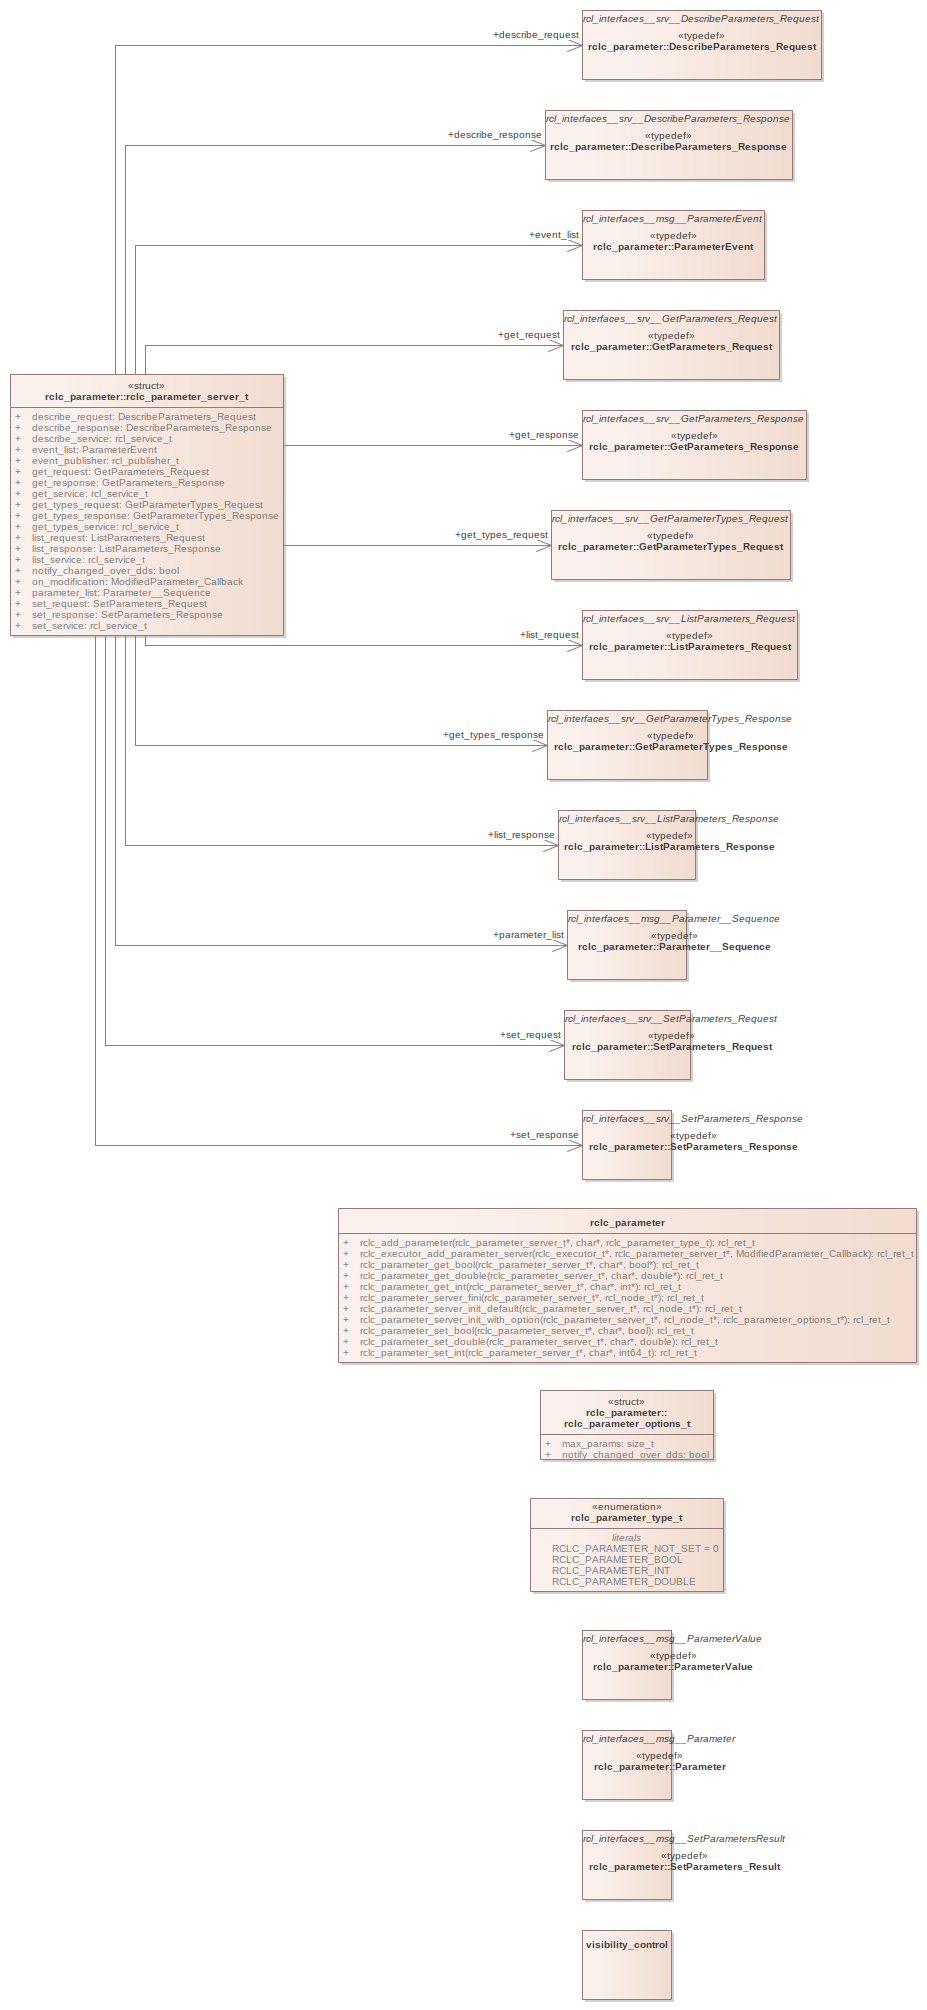 rcl_interfaces__srv__DescribeParameters_Request
«typedef»
rclc_parameter::DescribeParameters_Request
+describe_request
rcl_interfaces__srv__DescribeParameters_Response
«typedef»
rclc_parameter::DescribeParameters_Response
+describe_response
rcl_interfaces__msg__ParameterEvent
«typedef»
rclc_parameter::ParameterEvent
+event_list
rcl_interfaces__srv__GetParameters_Request
«typedef»
rclc_parameter::GetParameters_Request
+get_request
«struct»
rclc_parameter::rclc_parameter_server_t
+ describe_request: DescribeParameters_Request
+ describe_response: DescribeParameters_Response
+ describe_service: rcl_service_t
+ event_list: ParameterEvent
+ event_publisher: rcl_publisher_t
+ get_request: GetParameters_Request
+ get_response: GetParameters_Response
+ get_service: rcl_service_t
+ get_types_request: GetParameterTypes_Request
+ get_types_response: GetParameterTypes_Response
+ get_types_service: rcl_service_t
+ list_request: ListParameters_Request
+ list_response: ListParameters_Response
+ list_service: rcl_service_t
+ notify_changed_over_dds: bool
+ on_modification: ModifiedParameter_Callback
+ parameter_list: Parameter__Sequence
+ set_request: SetParameters_Request
+ set_response: SetParameters_Response
+ set_service: rcl_service_t
rcl_interfaces__srv__GetParameters_Response
«typedef»
rclc_parameter::GetParameters_Response
+get_response
rcl_interfaces__srv__GetParameterTypes_Request
«typedef»
rclc_parameter::GetParameterTypes_Request
+get_types_request
rcl_interfaces__srv__ListParameters_Request
«typedef»
rclc_parameter::ListParameters_Request
+list_request
rcl_interfaces__srv__GetParameterTypes_Response
«typedef»
rclc_parameter::GetParameterTypes_Response
+get_types_response
rcl_interfaces__srv__ListParameters_Response
«typedef»
rclc_parameter::ListParameters_Response
+list_response
rcl_interfaces__msg__Parameter__Sequence
«typedef»
rclc_parameter::Parameter__Sequence
+parameter_list
rcl_interfaces__srv__SetParameters_Request
«typedef»
rclc_parameter::SetParameters_Request
+set_request
rcl_interfaces__srv__SetParameters_Response
«typedef»
rclc_parameter::SetParameters_Response
+set_response
rclc_parameter
+ rclc_add_parameter(rclc_parameter_server_t*, char*, rclc_parameter_type_t): rcl_ret_t
+ rclc_executor_add_parameter_server(rclc_executor_t*, rclc_parameter_server_t*, ModifiedParameter_Callback): rcl_ret_t
+ rclc_parameter_get_bool(rclc_parameter_server_t*, char*, bool*): rcl_ret_t
+ rclc_parameter_get_double(rclc_parameter_server_t*, char*, double*): rcl_ret_t
+ rclc_parameter_get_int(rclc_parameter_server_t*, char*, int*): rcl_ret_t
+ rclc_parameter_server_fini(rclc_parameter_server_t*, rcl_node_t*): rcl_ret_t
+ rclc_parameter_server_init_default(rclc_parameter_server_t*, rcl_node_t*): rcl_ret_t
+ rclc_parameter_server_init_with_option(rclc_parameter_server_t*, rcl_node_t*, rclc_parameter_options_t*): rcl_ret_t
+ rclc_parameter_set_bool(rclc_parameter_server_t*, char*, bool): rcl_ret_t
+ rclc_parameter_set_double(rclc_parameter_server_t*, char*, double): rcl_ret_t
+ rclc_parameter_set_int(rclc_parameter_server_t*, char*, int64_t): rcl_ret_t
«struct»
rclc_parameter::
rclc_parameter_options_t
+ max_params: size_t
+ notify_changed_over_dds: bool
«enumeration»
rclc_parameter_type_t
literals
RCLC_PARAMETER_NOT_SET = 0
RCLC_PARAMETER_BOOL
RCLC_PARAMETER_INT
RCLC_PARAMETER_DOUBLE
rcl_interfaces__msg__ParameterValue
«typedef»
rclc_parameter::ParameterValue
rcl_interfaces__msg__Parameter
«typedef»
rclc_parameter::Parameter
rcl_interfaces__msg__SetParametersResult
«typedef»
rclc_parameter::SetParameters_Result
visibility_control